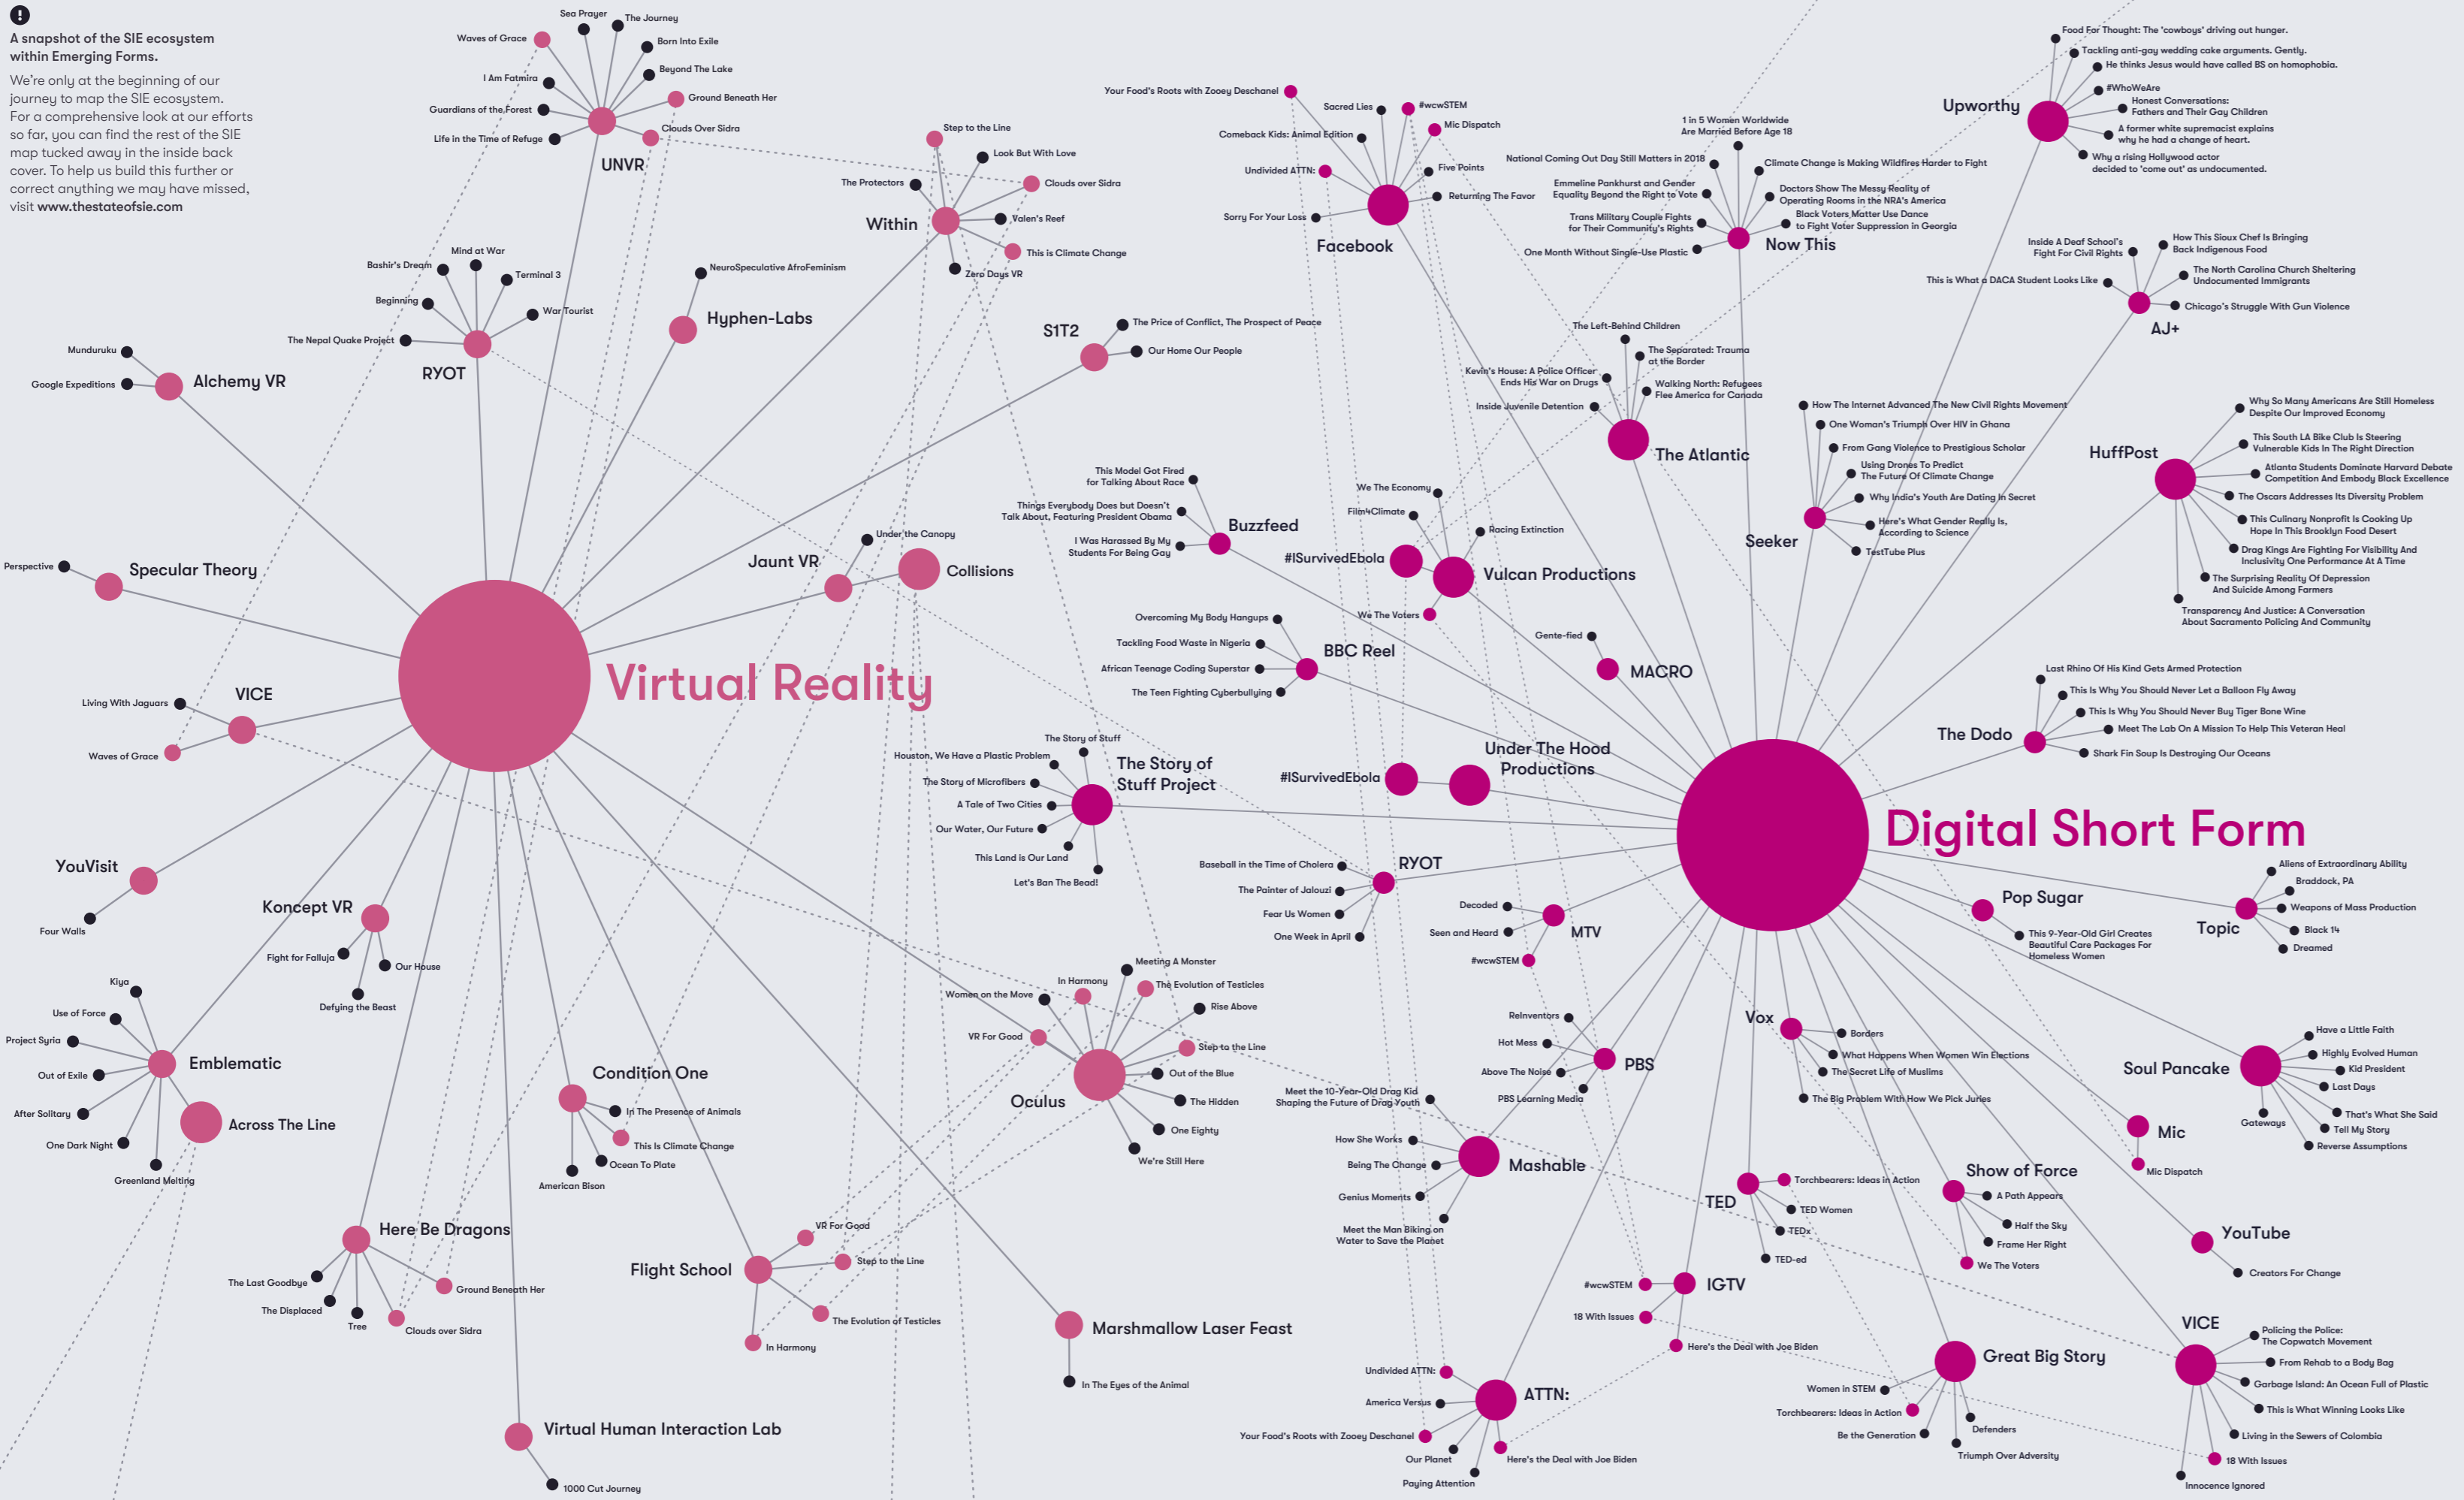 A snapshot of the SIE ecosystem
within Emerging Forms.
We're only at the beginning of our
journey to map the SIE ecosystem.
For a comprehensive look at our efforts
so far, you can find the rest of the SIE
map tucked away in the inside back
cover. To help us build this further or
correct anything we may have missed,
visit www.thestateofsie.com
Virtual Reality
UNVR
Waves of Grace
Sea Prayer
The Journey
Born Into Exile
Beyond The Lake
Ground Beneath Her
Clouds Over Sidra
I Am Fatmira
Guardians of the Forest
Life in the Time of Refuge
Within
Step to the Line
Look But With Love
The Protectors
Clouds over Sidra
Valen's Reef
This is Climate Change
Zero Days VR
RYOT
Mind at War
Bashir's Dream
Terminal 3
Beginning
War Tourist
The Nepal Quake Project
Hyphen-Labs
NeuroSpeculative AfroFeminism
S1T2
The Price of Conflict, The Prospect of Peace
Our Home Our People
Alchemy VR
Munduruku
Google Expeditions
Specular Theory
Perspective
Jaunt VR
Under the Canopy
Collisions
VICE
Living With Jaguars
Waves of Grace
YouVisit
Four Walls
Koncept VR
Fight for Falluja
Our House
Defying the Beast
Emblematic
Kiya
Use of Force
Project Syria
Out of Exile
After Solitary
One Dark Night
Greenland Melting
Across The Line
Here Be Dragons
The Last Goodbye
The Displaced
Tree
Clouds over Sidra
Ground Beneath Her
Condition One
In The Presence of Animals
This Is Climate Change
Ocean To Plate
American Bison
Virtual Human Interaction Lab
1000 Cut Journey
Flight School
VR For Good
Step to the Line
The Evolution of Testicles
In Harmony
Oculus
Meeting A Monster
In Harmony
The Evolution of Testicles
Women on the Move
Rise Above
VR For Good
Step to the Line
Out of the Blue
The Hidden
One Eighty
We're Still Here
Marshmallow Laser Feast
In The Eyes of the Animal
Digital Short Form
Facebook
Your Food's Roots with Zooey Deschanel
Sacred Lies
#wcwSTEM
Mic Dispatch
Comeback Kids: Animal Edition
Undivided ATTN:
Five Points
Returning The Favor
Sorry For Your Loss
Now This
1 in 5 Women Worldwide
Are Married Before Age 18
National Coming Out Day Still Matters in 2018
Climate Change is Making Wildfires Harder to Fight
Emmeline Pankhurst and Gender
Equality Beyond the Right to Vote
Doctors Show The Messy Reality of
Operating Rooms in the NRA's America
Trans Military Couple Fights
for Their Community's Rights
Black Voters Matter Use Dance
to Fight Voter Suppression in Georgia
One Month Without Single-Use Plastic
Upworthy
Food For Thought: The 'cowboys' driving out hunger.
Tackling anti-gay wedding cake arguments. Gently.
He thinks Jesus would have called BS on homophobia.
#WhoWeAre
Honest Conversations:
Fathers and Their Gay Children
A former white supremacist explains
why he had a change of heart.
Why a rising Hollywood actor
decided to 'come out' as undocumented.
AJ+
Inside A Deaf School's
Fight For Civil Rights
How This Sioux Chef Is Bringing
Back Indigenous Food
This is What a DACA Student Looks Like
The North Carolina Church Sheltering
Undocumented Immigrants
Chicago's Struggle With Gun Violence
The Atlantic
The Left-Behind Children
The Separated: Trauma
at the Border
Kevin's House: A Police Officer
Ends His War on Drugs
Walking North: Refugees
Flee America for Canada
Inside Juvenile Detention
Seeker
How The Internet Advanced The New Civil Rights Movement
One Woman's Triumph Over HIV in Ghana
From Gang Violence to Prestigious Scholar
Using Drones To Predict
The Future Of Climate Change
Why India's Youth Are Dating In Secret
Here's What Gender Really Is,
According to Science
TestTube Plus
HuffPost
Why So Many Americans Are Still Homeless
Despite Our Improved Economy
This South LA Bike Club Is Steering
Vulnerable Kids In The Right Direction
Atlanta Students Dominate Harvard Debate
Competition And Embody Black Excellence
The Oscars Addresses Its Diversity Problem
This Culinary Nonprofit Is Cooking Up
Hope In This Brooklyn Food Desert
Drag Kings Are Fighting For Visibility And
Inclusivity One Performance At A Time
The Surprising Reality Of Depression
And Suicide Among Farmers
Transparency And Justice: A Conversation
About Sacramento Policing And Community
Buzzfeed
This Model Got Fired
for Talking About Race
Things Everybody Does but Doesn't
Talk About, Featuring President Obama
I Was Harassed By My
Students For Being Gay
Vulcan Productions
We The Economy
Film4Climate
Racing Extinction
#ISurvivedEbola
We The Voters
BBC Reel
Overcoming My Body Hangups
Tackling Food Waste in Nigeria
African Teenage Coding Superstar
The Teen Fighting Cyberbullying
MACRO
Gente-fied
Under The Hood
Productions
#ISurvivedEbola
The Dodo
Last Rhino Of His Kind Gets Armed Protection
This Is Why You Should Never Let a Balloon Fly Away
This Is Why You Should Never Buy Tiger Bone Wine
Meet The Lab On A Mission To Help This Veteran Heal
Shark Fin Soup Is Destroying Our Oceans
The Story of
Stuff Project
The Story of Stuff
Houston, We Have a Plastic Problem
The Story of Microfibers
A Tale of Two Cities
Our Water, Our Future
This Land is Our Land
Let's Ban The Bead!
RYOT
Baseball in the Time of Cholera
The Painter of Jalouzi
Fear Us Women
One Week in April
MTV
Decoded
Seen and Heard
#wcwSTEM
Pop Sugar
This 9-Year-Old Girl Creates
Beautiful Care Packages For
Homeless Women
Topic
Aliens of Extraordinary Ability
Braddock, PA
Weapons of Mass Production
Black 14
Dreamed
PBS
ReInventors
Hot Mess
Above The Noise
PBS Learning Media
Vox
Borders
What Happens When Women Win Elections
The Secret Life of Muslims
The Big Problem With How We Pick Juries
Soul Pancake
Have a Little Faith
Highly Evolved Human
Kid President
Last Days
That's What She Said
Tell My Story
Reverse Assumptions
Gateways
Mashable
Meet the 10-Year-Old Drag Kid
Shaping the Future of Drag Youth
How She Works
Being The Change
Genius Moments
Meet the Man Biking on
Water to Save the Planet
Mic
Mic Dispatch
TED
Torchbearers: Ideas in Action
TED Women
TEDx
TED-ed
Show of Force
A Path Appears
Half the Sky
Frame Her Right
We The Voters
YouTube
Creators For Change
IGTV
#wcwSTEM
18 With Issues
Here's the Deal with Joe Biden
ATTN:
Undivided ATTN:
America Versus
Your Food's Roots with Zooey Deschanel
Our Planet
Paying Attention
Here's the Deal with Joe Biden
Great Big Story
Women in STEM
Torchbearers: Ideas in Action
Be the Generation
Defenders
Triumph Over Adversity
VICE
Policing the Police:
The Copwatch Movement
From Rehab to a Body Bag
Garbage Island: An Ocean Full of Plastic
This is What Winning Looks Like
Living in the Sewers of Colombia
18 With Issues
Innocence Ignored